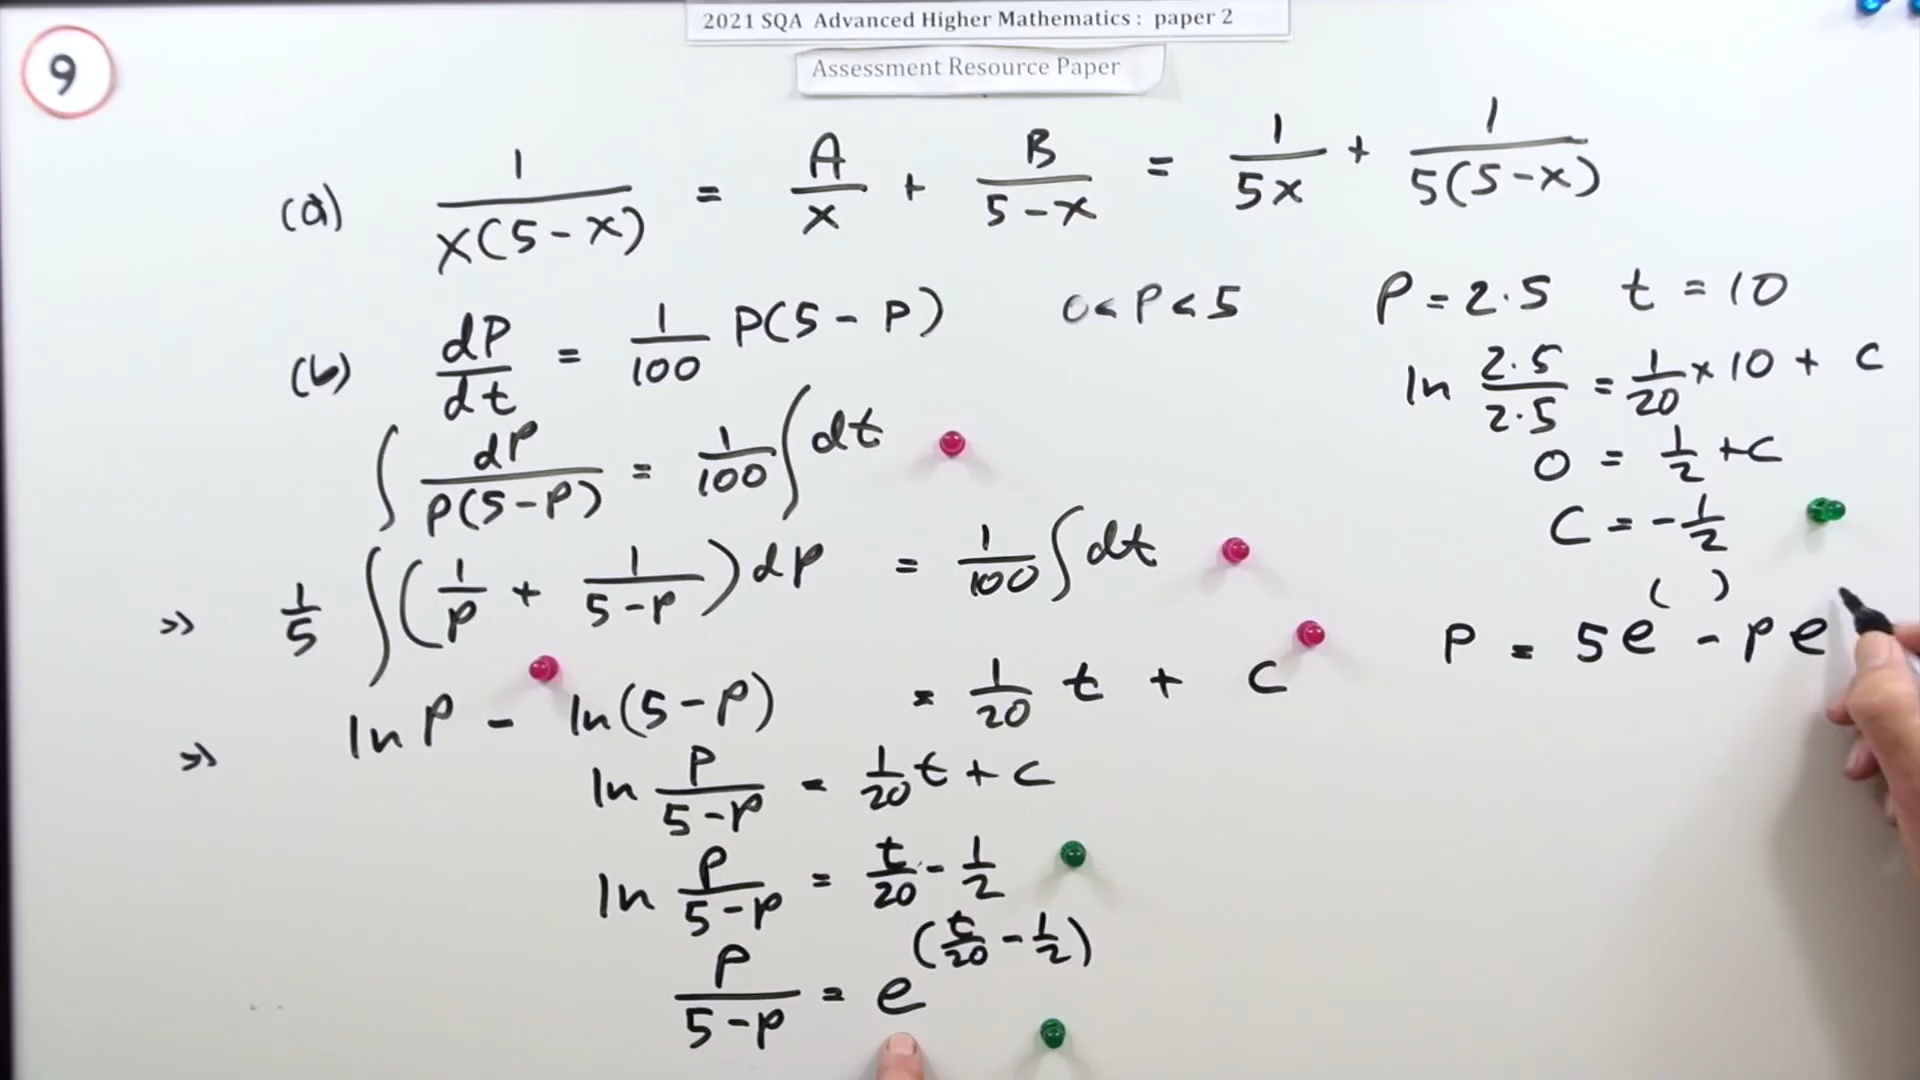 2021 SQA Advanced Higher Mathematics : paper 2
Assessment Resource Paper
9
(a) 1/(x(5-x)) = A/x + B/(5-x) = 1/(5x) + 1/(5(5-x))
(b) dP/dt = 1/100 P(5-P) 0<P<5
∫ dP/(P(5-P)) = 1/100 ∫ dt
» 1/5 ∫ (1/P + 1/(5-P)) dP = 1/100 ∫ dt
» ln P - ln(5-P) = 1/20 t + c
ln P/(5-P) = 1/20 t + c
ln P/(5-P) = t/20 - 1/2
P/(5-P) = e^(t/20 - 1/2)
P = 2.5 t = 10
ln 2.5/2.5 = 1/20 × 10 + c
0 = 1/2 + c
C = -1/2
P = 5e^( ) - Pe